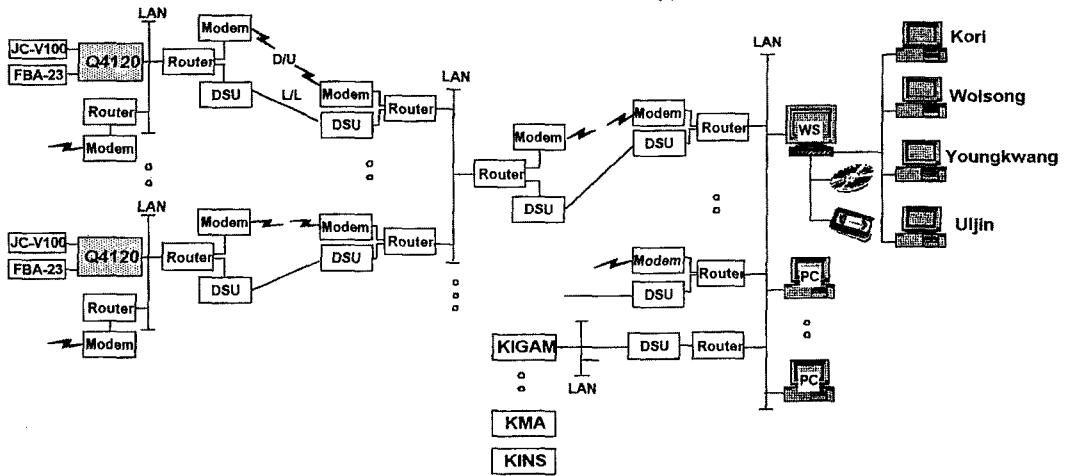 LAN
JC-V100
FBA-23
Q4120
Router
Modem
DSU
D/U
L/L
Modem
DSU
Router
LAN
Router
Modem
LAN
JC-V100
FBA-23
Q4120
Router
Modem
DSU
Modem
DSU
Router
Router
Modem
Router
Modem
DSU
Modem
DSU
Router
LAN
WS
Kori
Wolsong
Youngkwang
Uljin
Modem
DSU
Router
PC
KIGAM
LAN
DSU
Router
PC
KMA
KINS